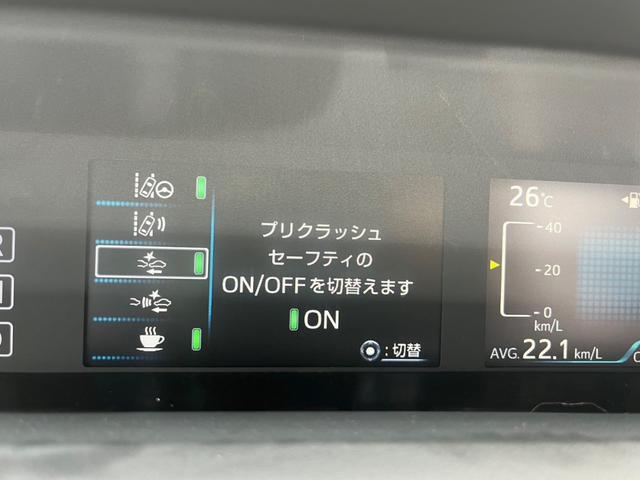 プリクラッシュ
セーフティの
ON/OFFを切替えます
ON
:切替
26℃
40
20
0
km/L
AVG. 22.1 km/L